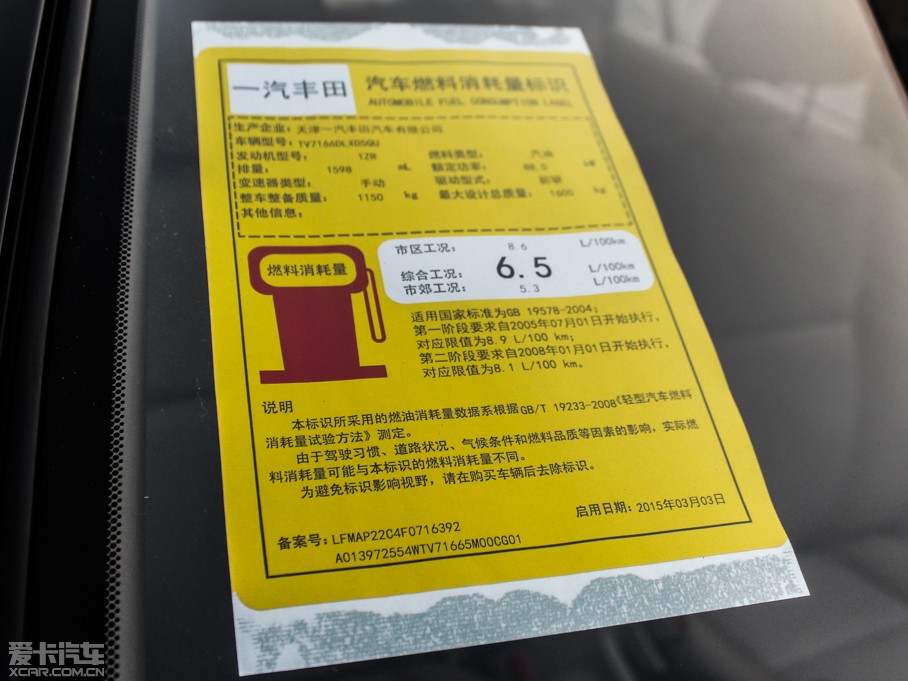 一汽丰田
汽车燃料消耗量标识
AUTOMOBILE FUEL CONSUMPTION LABEL
生产企业：天津一汽丰田汽车有限公司
车辆型号：TV7166DLXDSGU
发动机型号： 1ZR 燃料类型： 汽油
排量： 1598 mL 额定功率： kW
变速器类型： 手动 驱动型式： 前驱
整车整备质量： 1150 kg 最大设计总质量： 1600 kg
其他信息：
燃料消耗量
市区工况： 8.6 L/100km
综合工况： 6.5 L/100km
市郊工况： 5.3 L/100km
适用国家标准为GB 19578-2004；
第一阶段要求自2005年07月01日开始执行，
对应限值为8.9 L/100 km；
第二阶段要求自2008年01月01日开始执行，
对应限值为8.1 L/100 km。
说明
本标识所采用的燃油消耗量数据系根据GB/T 19233-2008《轻型汽车燃料
消耗量试验方法》测定。
由于驾驶习惯、道路状况、气候条件和燃料品质等因素的影响，实际燃
料消耗量可能与本标识的燃料消耗量不同。
为避免标识影响视野，请在购买车辆后去除标识。
备案号：LFMAP22C4F0716392
A013972554WTV71665M00CG01
启用日期：2015年03月03日
爱卡汽车
XCAR.COM.CN